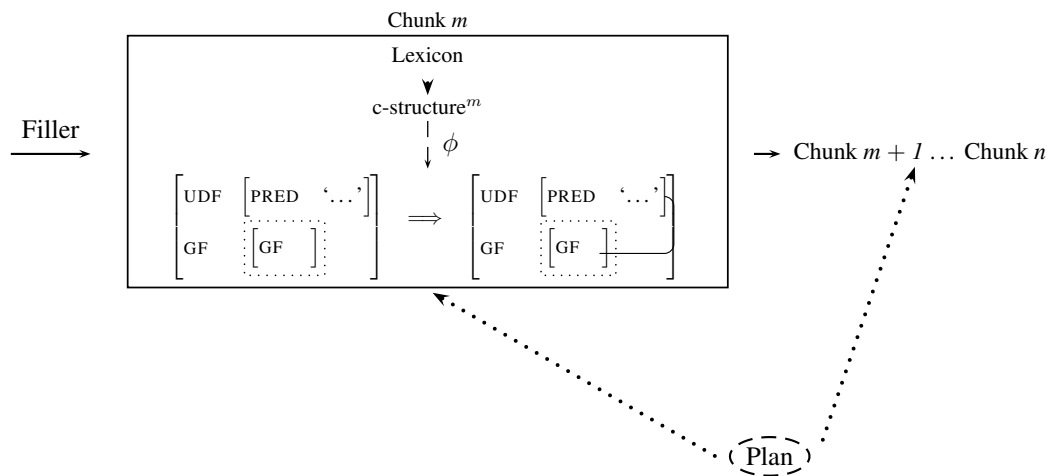 Chunk m
Lexicon
c-structure^m
Filler
ϕ
Chunk m + 1 … Chunk n
UDF [PRED ‘…’] ⟹ UDF [PRED ‘…’]
GF [GF ] GF [GF ]
Plan